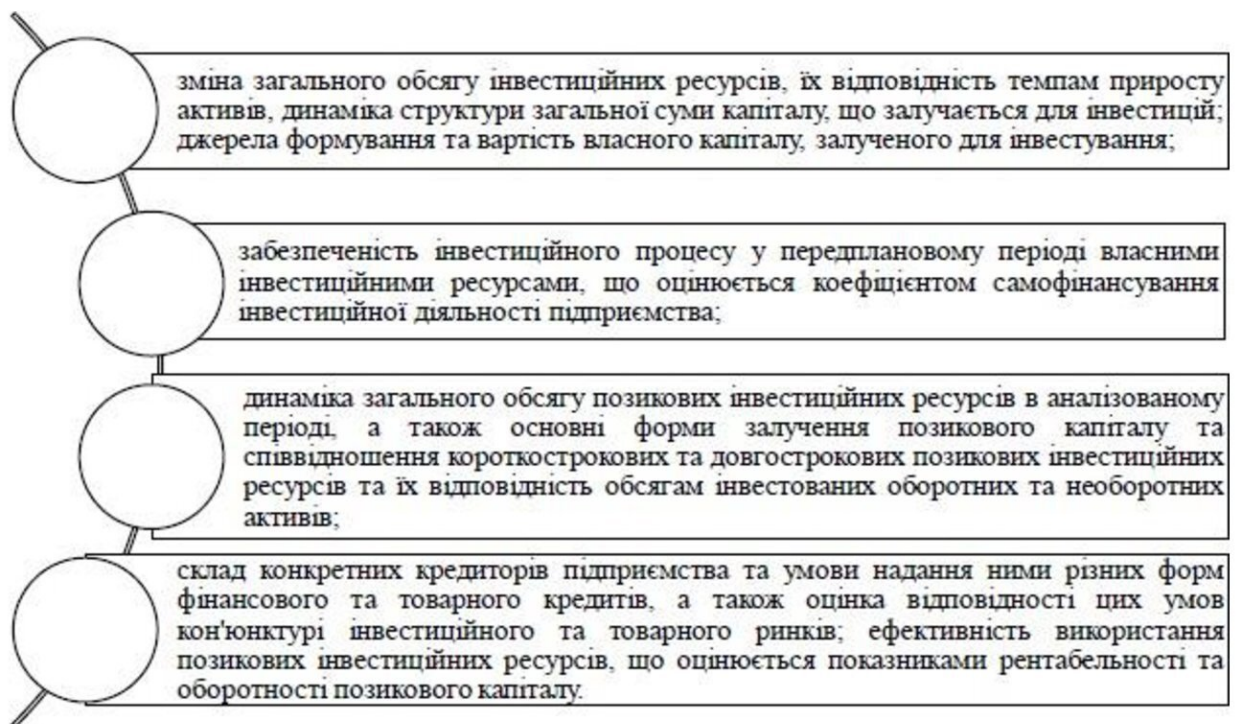 зміна загального обсягу інвестиційних ресурсів, їх відповідність темпам приросту
активів, динаміка структури загальної суми капіталу, що залучається для інвестицій;
джерела формування та вартість власного капіталу, залученого для інвестування;
забезпеченість інвестиційного процесу у передплановому періоді власними
інвестиційними ресурсами, що оцінюється коефіцієнтом самофінансування
інвестиційної діяльності підприємства;
динаміка загального обсягу позикових інвестиційних ресурсів в аналізованому
періоді, а також основні форми залучення позикового капіталу та
співвідношення короткострокових та довгострокових позикових інвестиційних
ресурсів та їх відповідність обсягам інвестованих оборотних та необоротних
активів;
склад конкретних кредиторів підприємства та умови надання ними різних форм
фінансового та товарного кредитів, а також оцінка відповідності цих умов
кон'юнктурі інвестиційного та товарного ринків; ефективність використання
позикових інвестиційних ресурсів, що оцінюється показниками рентабельності та
оборотності позикового капіталу.